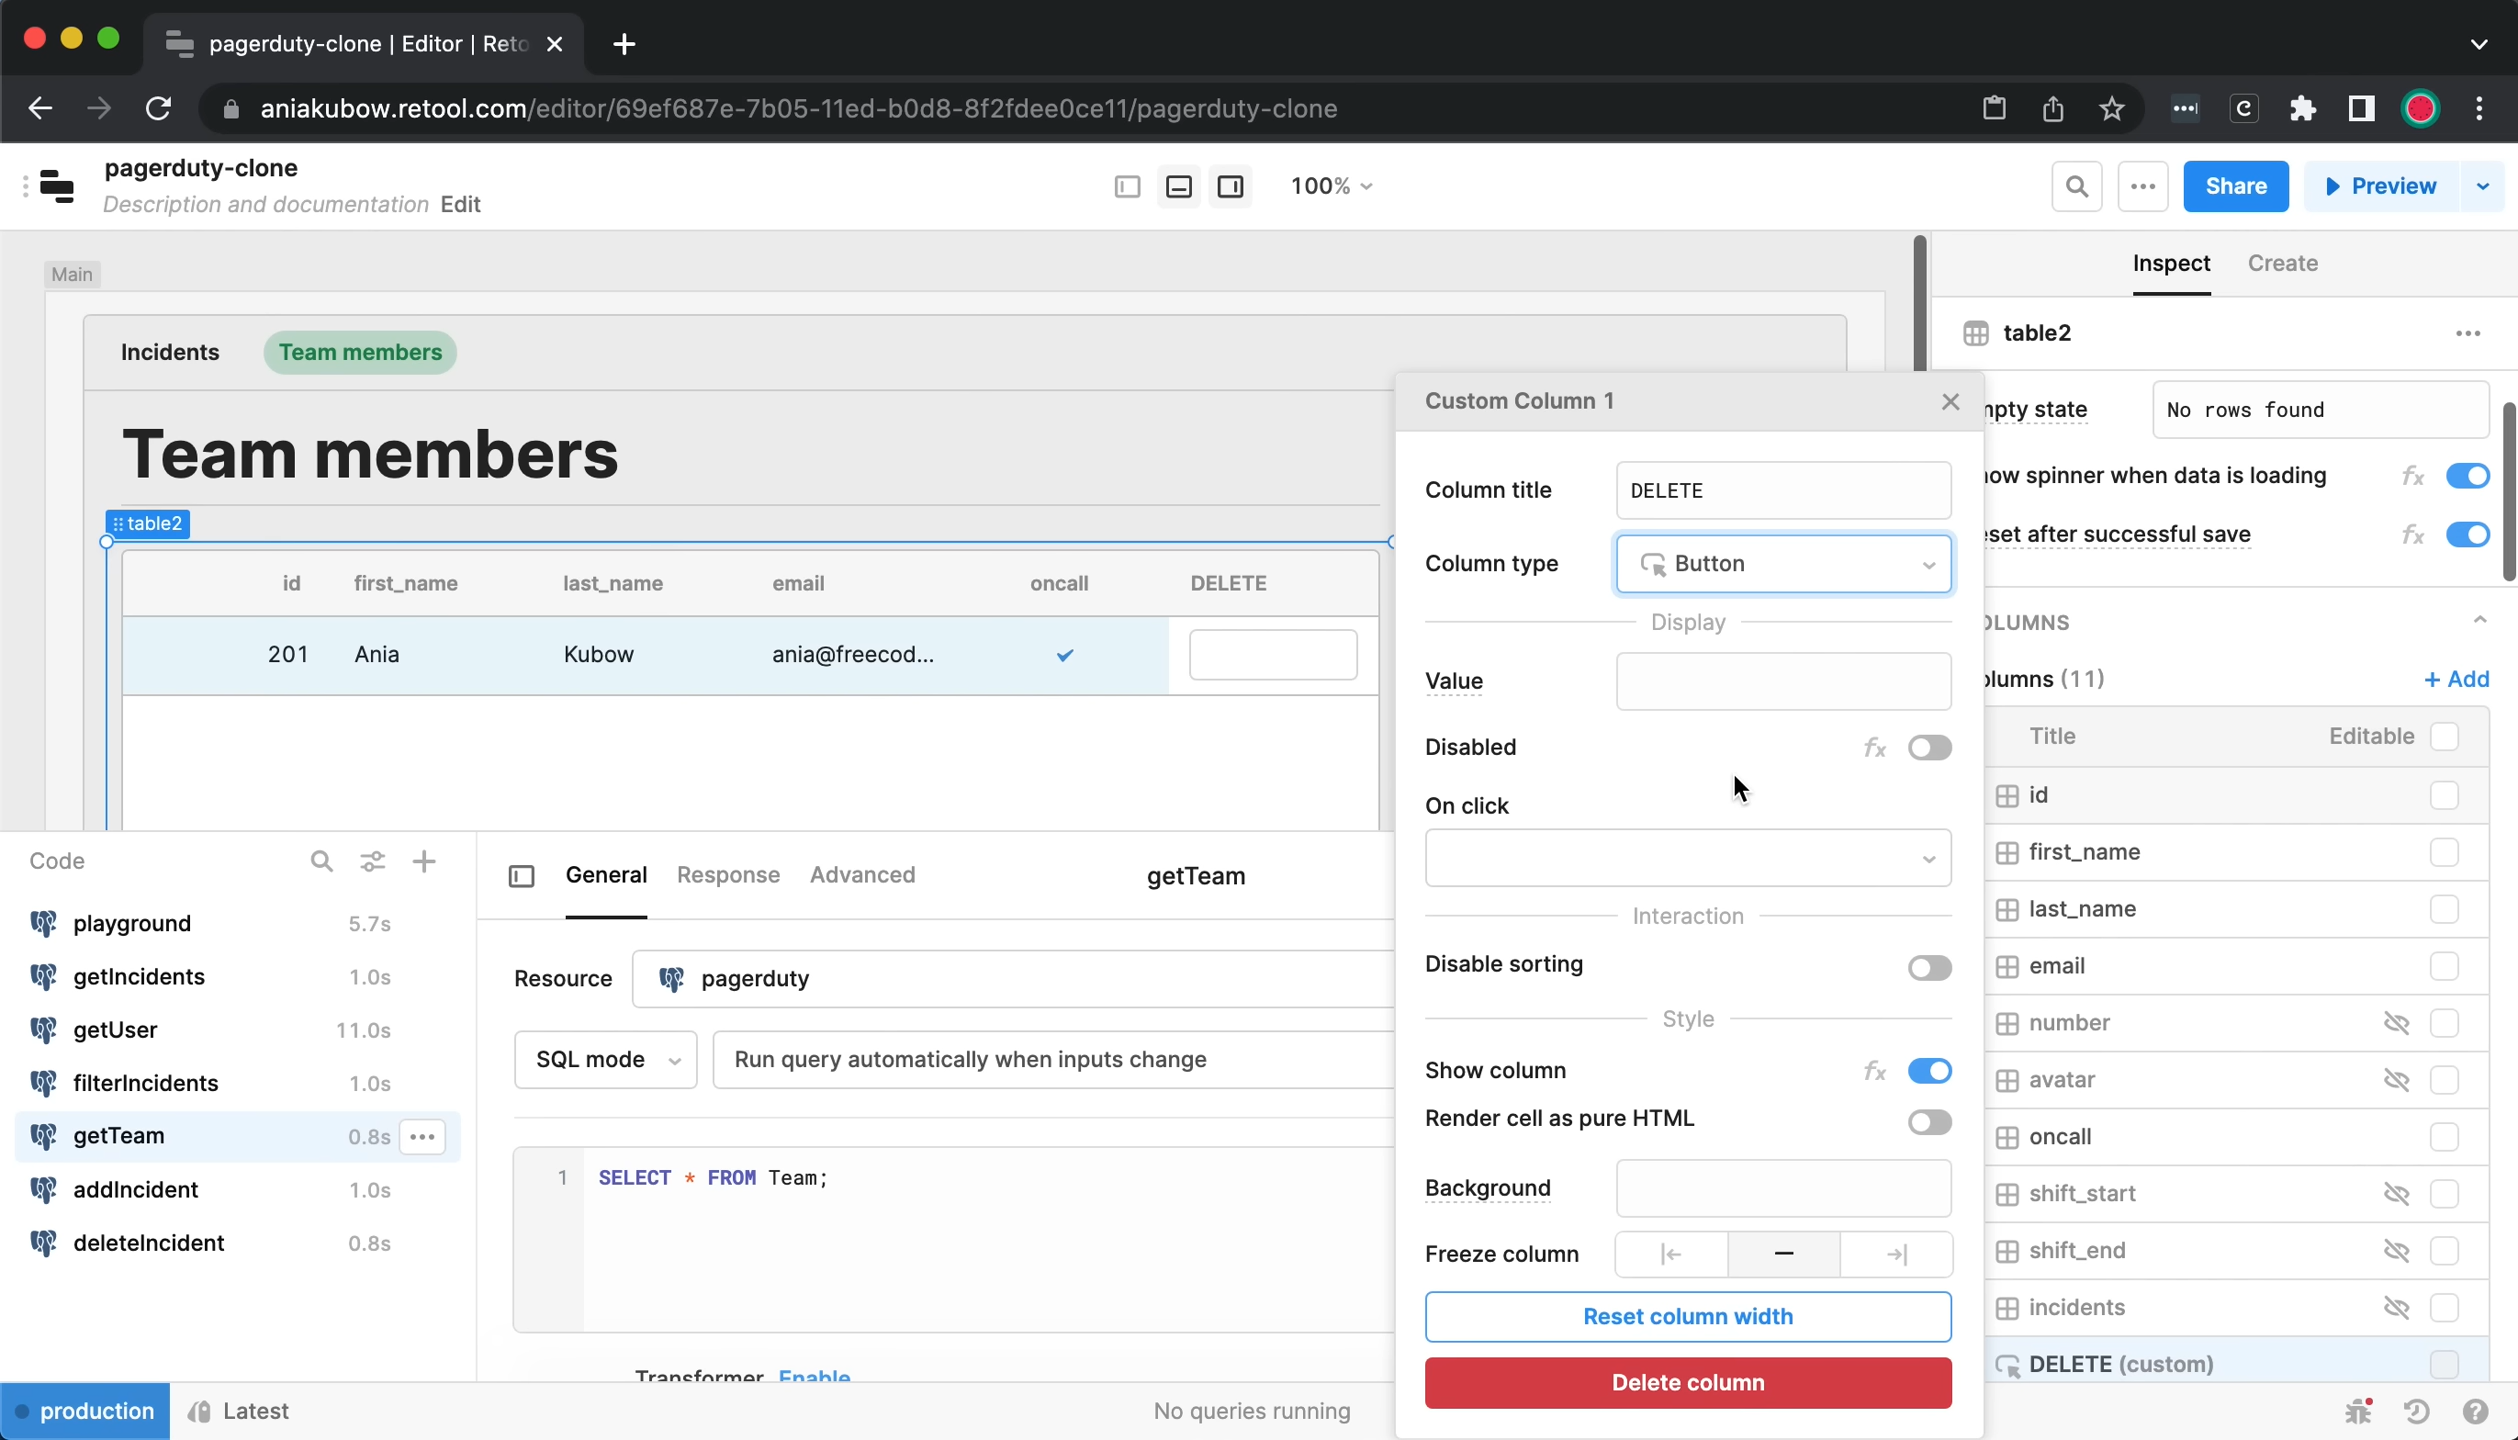 pagerduty-clone | Editor | Reto
aniakubow.retool.com/editor/69ef687e-7b05-11ed-b0d8-8f2fdee0ce11/pagerduty-clone
pagerduty-clone
Description and documentation Edit
100%
Share
Preview
Main
Incidents
Team members
Team members
table2
id first_name last_name email oncall DELETE
201 Ania Kubow ania@freecod...
Custom Column 1
Column title DELETE
Column type Button
Display
Value
Disabled fx
On click
Interaction
Disable sorting
Style
Show column fx
Render cell as pure HTML
Background
Freeze column
Reset column width
Delete column
Inspect Create
table2
mpty state No rows found
ow spinner when data is loading fx
set after successful save fx
OLUMNS
olumns (11) + Add
Title Editable
id
first_name
last_name
email
number
avatar
oncall
shift_start
shift_end
incidents
DELETE (custom)
Code
playground 5.7s
getIncidents 1.0s
getUser 11.0s
filterIncidents 1.0s
getTeam 0.8s
addIncident 1.0s
deleteIncident 0.8s
General Response Advanced getTeam
Resource pagerduty
SQL mode Run query automatically when inputs change
1 SELECT * FROM Team;
Transformer Enable
production Latest No queries running